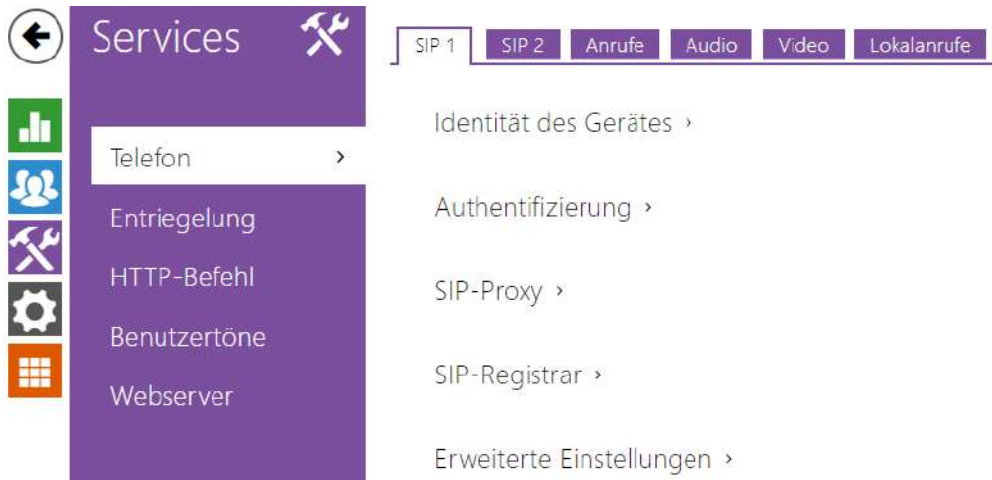 Services
SIP 1 SIP 2 Anrufe Audio Video Lokalanrufe
Telefon
Entriegelung
HTTP-Befehl
Benutzertöne
Webserver
Identität des Gerätes
Authentifizierung
SIP-Proxy
SIP-Registrar
Erweiterte Einstellungen